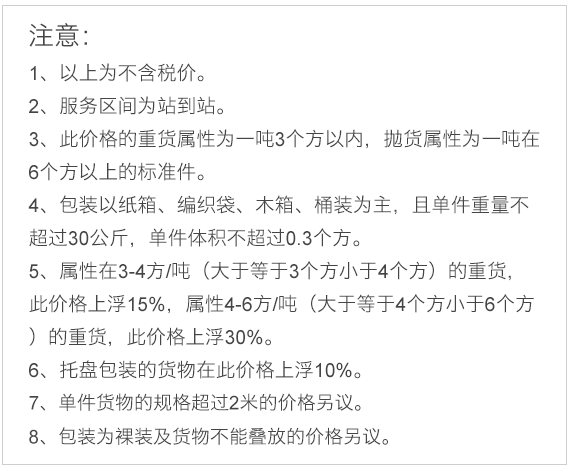 注意：
1、以上为不含税价。
2、服务区间为站到站。
3、此价格的重货属性为一吨3个方以内，抛货属性为一吨在
6个方以上的标准件。
4、包装以纸箱、编织袋、木箱、桶装为主，且单件重量不
超过30公斤，单件体积不超过0.3个方。
5、属性在3-4方/吨（大于等于3个方小于4个方）的重货，
此价格上浮15%，属性4-6方/吨（大于等于4个方小于6个方
）的重货，此价格上浮30%。
6、托盘包装的货物在此价格上浮10%。
7、单件货物的规格超过2米的价格另议。
8、包装为裸装及货物不能叠放的价格另议。